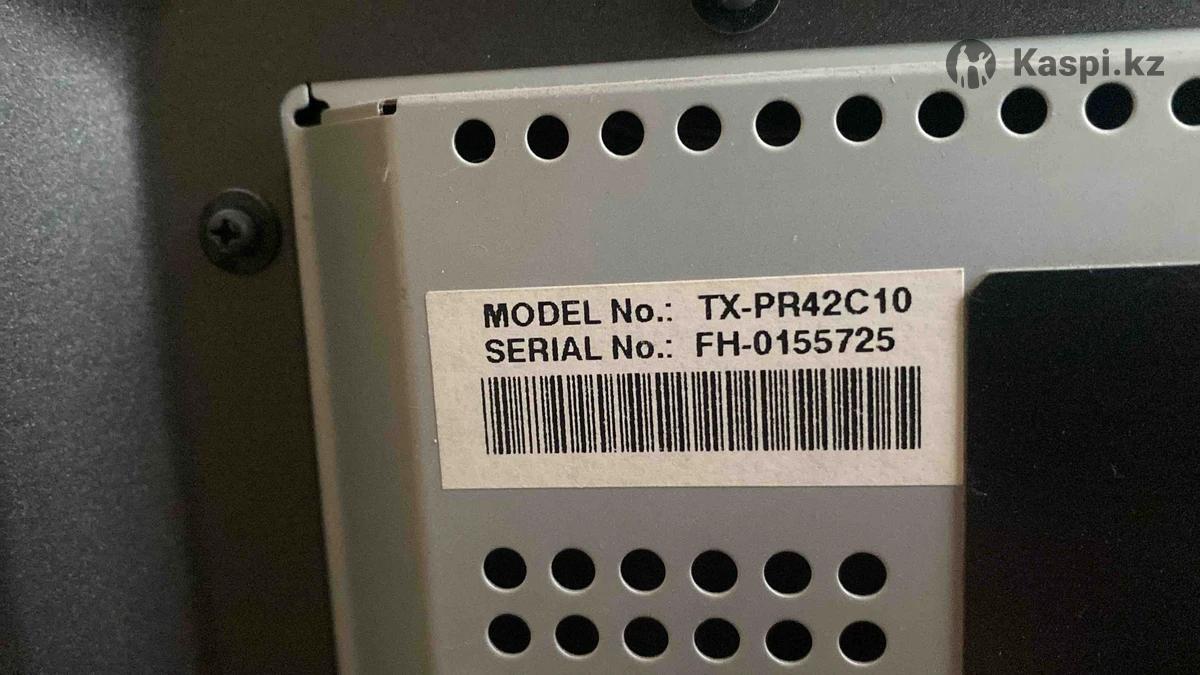 Kaspi.kz
MODEL No.: TX-PR42C10
SERIAL No.: FH-0155725